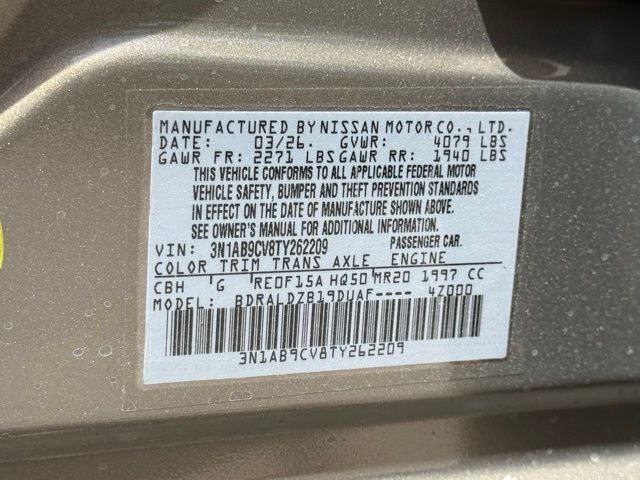 MANUFACTURED BY NISSAN MOTOR CO., LTD.
DATE: 03/26. GVWR: 4079 LBS
GAWR FR: 2271 LBS GAWR RR: 1940 LBS
THIS VEHICLE CONFORMS TO ALL APPLICABLE FEDERAL MOTOR
VEHICLE SAFETY, BUMPER AND THEFT PREVENTION STANDARDS
IN EFFECT ON THE DATE OF MANUFACTURE SHOWN ABOVE.
SEE OWNER'S MANUAL FOR ADDITIONAL INFORMATION.
VIN: 3N1AB9CV8TY262209 PASSENGER CAR.
COLOR TRIM TRANS AXLE ENGINE
CBH G RE0F15A HQ50 MR20 1997 CC
MODEL: BDRALDZB19DUAF---- 4Z000
3N1AB9CV8TY262209